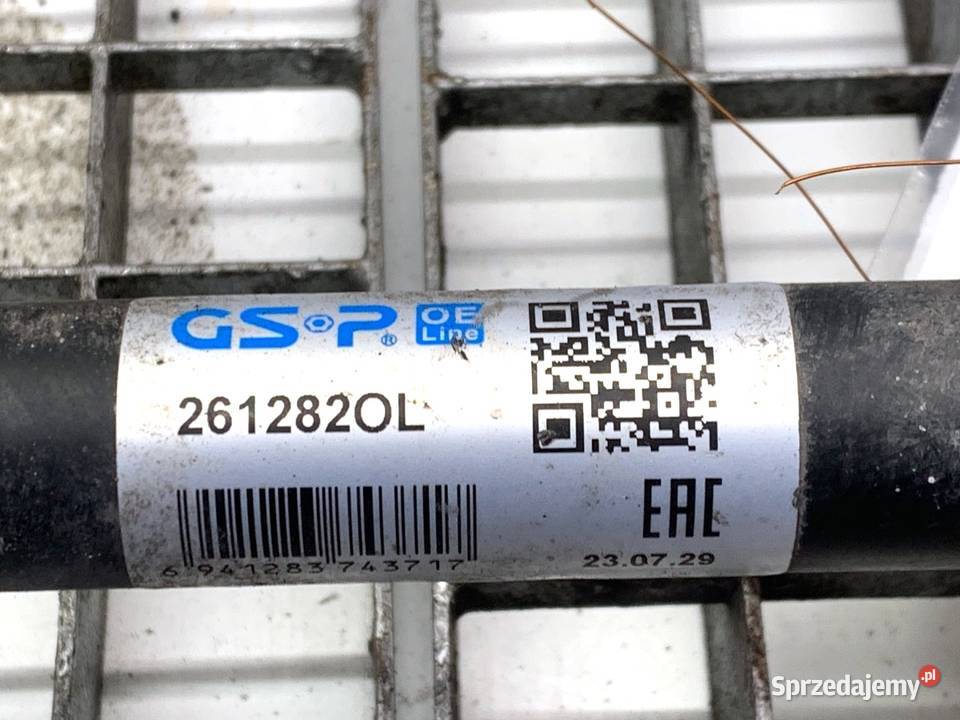 GSP® OE Line
261282OL
EAC
6 941283 743717
23.07.29
Sprzedajemy.pl